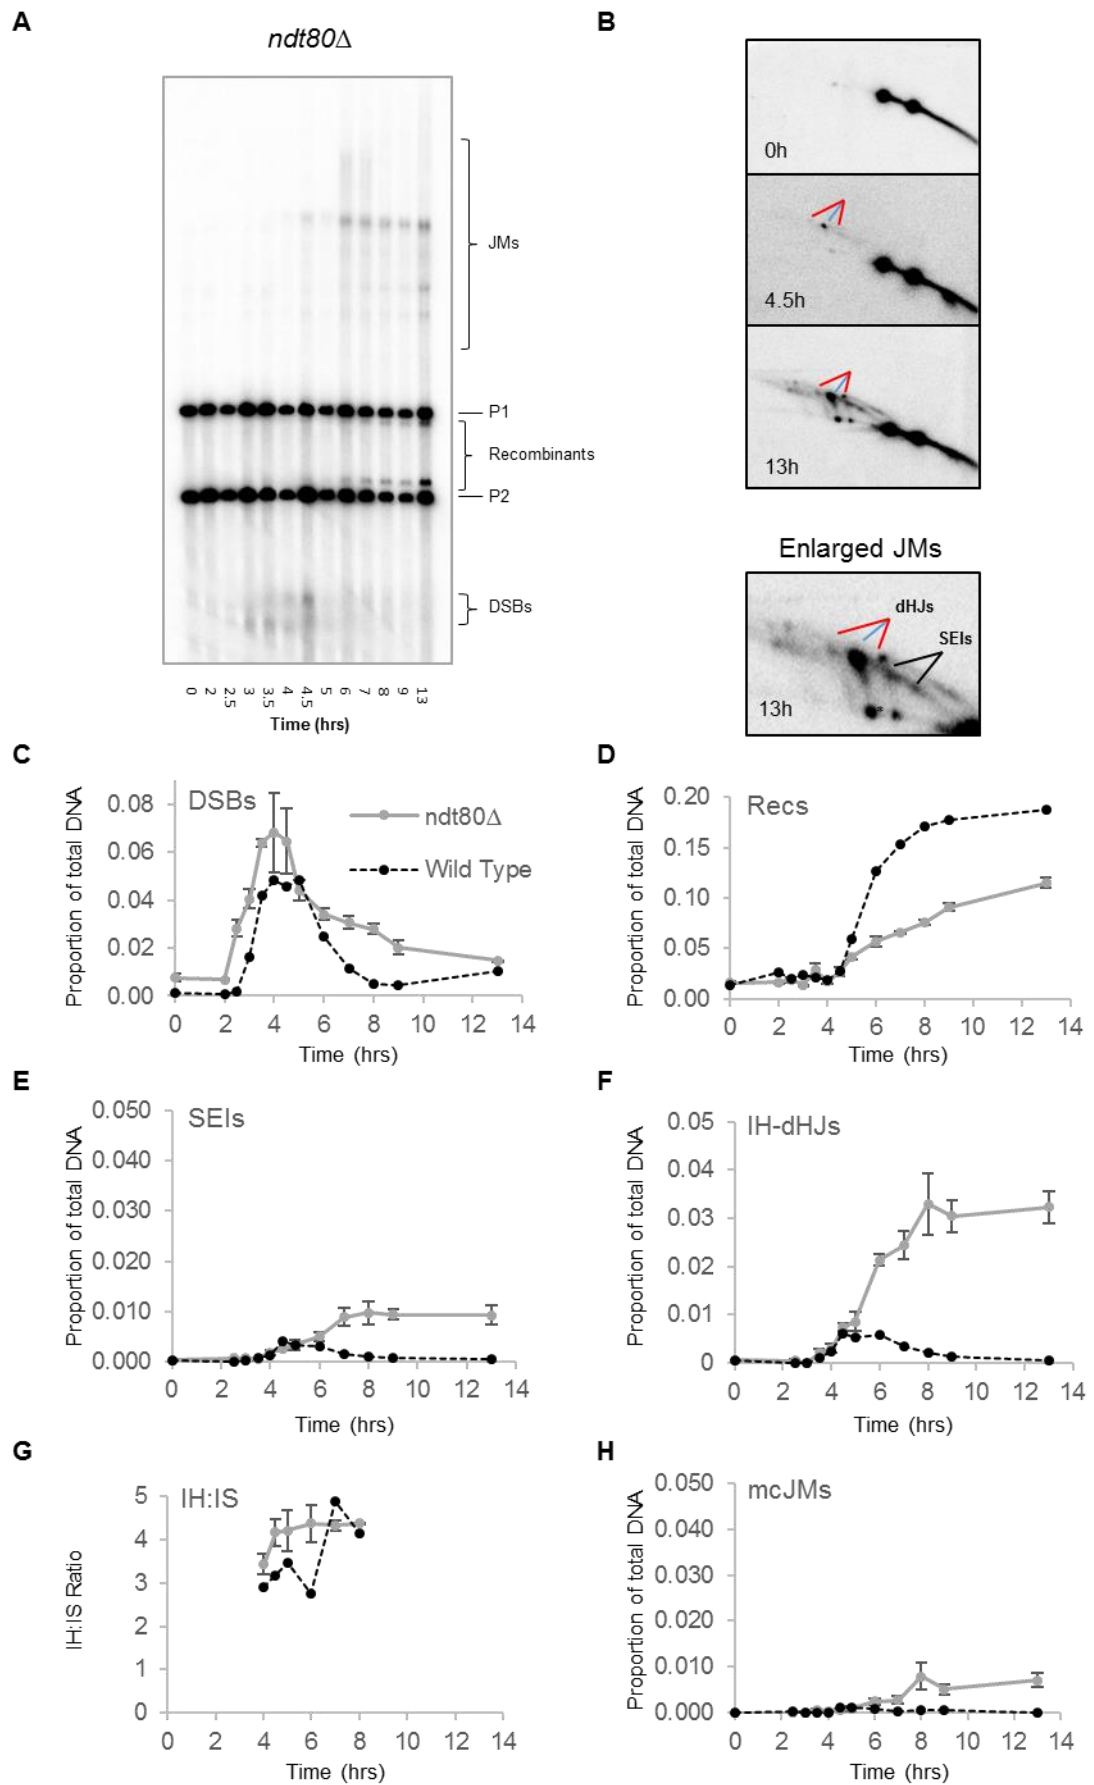 A
ndt80Δ
JMs
P1
Recombinants
P2
DSBs
0 2 2.5 3 3.5 4 4.5 5 6 7 8 9 13
Time (hrs)
B
0h
4.5h
13h
Enlarged JMs
dHJs
SEIs
*
13h
C
DSBs
ndt80Δ
Wild Type
Proportion of total DNA
0.08
0.06
0.04
0.02
0.00
0 2 4 6 8 10 12 14
Time (hrs)
D
Recs
Proportion of total DNA
0.20
0.15
0.10
0.05
0.00
0 2 4 6 8 10 12 14
Time (hrs)
E
SEIs
Proportion of total DNA
0.050
0.040
0.030
0.020
0.010
0.000
0 2 4 6 8 10 12 14
Time (hrs)
F
IH-dHJs
Proportion of total DNA
0.05
0.04
0.03
0.02
0.01
0
0 2 4 6 8 10 12 14
Time (hrs)
G
IH:IS
IH:IS Ratio
5
4
3
2
1
0
0 2 4 6 8 10 12 14
Time (hrs)
H
mcJMs
Proportion of total DNA
0.050
0.040
0.030
0.020
0.010
0.000
0 2 4 6 8 10 12 14
Time (hrs)